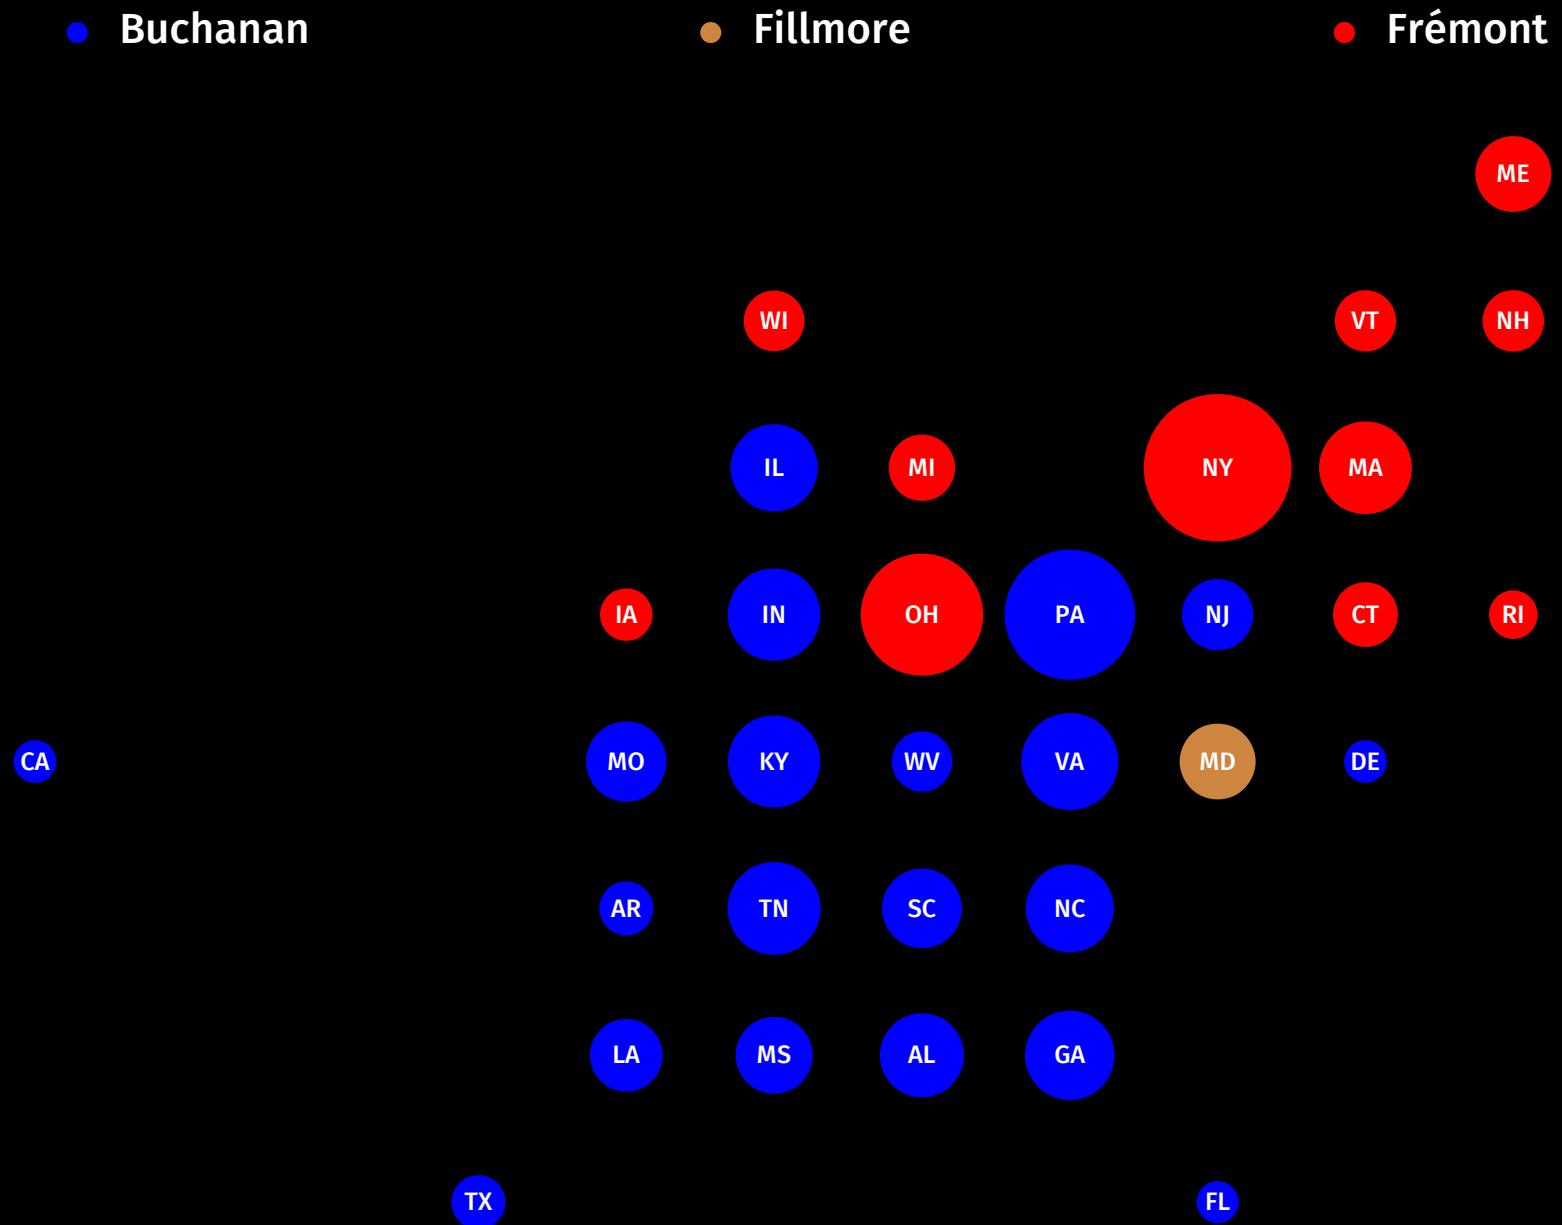 Buchanan Fillmore Frémont
ME
WI VT NH
IL MI NY MA
IA IN OH PA NJ CT RI
CA MO KY WV VA MD DE
AR TN SC NC
LA MS AL GA
TX FL